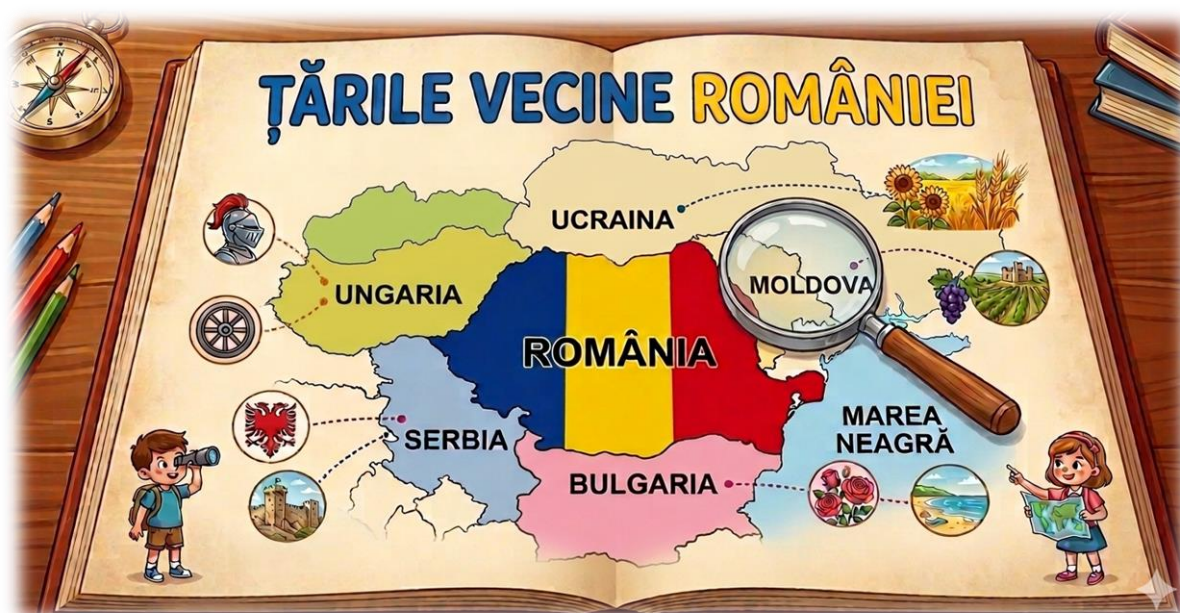 ȚĂRILE VECINE ROMÂNIEI
UCRAINA
UNGARIA
MOLDOVA
ROMÂNIA
SERBIA
MAREA
NEAGRĂ
BULGARIA
N
S